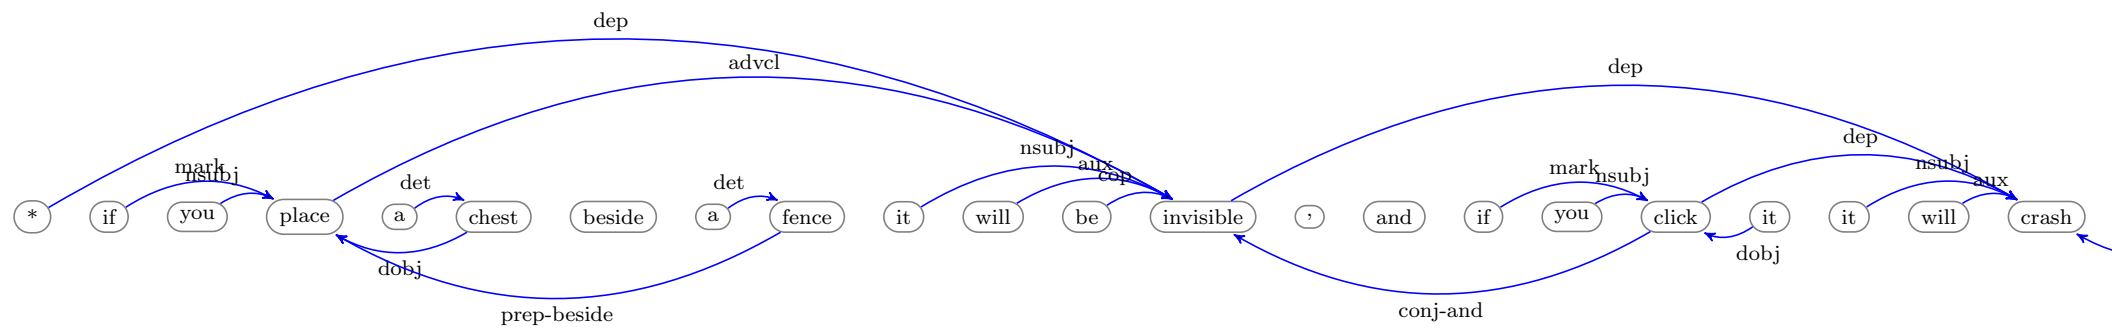 dep
advcl
dep
dep
mark
nsubj
det
det
nsubj
aux
cop
mark
nsubj
nsubj
aux
* if you place a chest beside a fence it will be invisible , and if you click it it will crash
dobj
dobj
prep-beside
conj-and